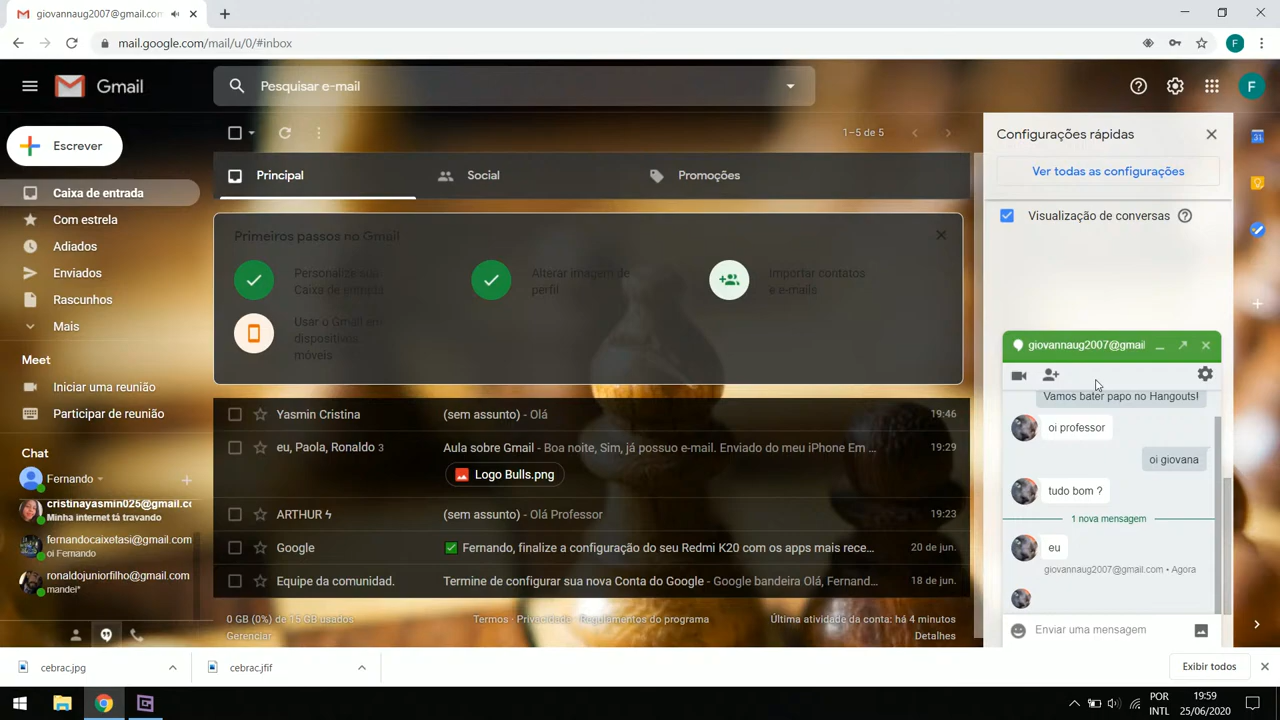 giovannaug2007@gmail.com
mail.google.com/mail/u/0/#inbox
F
Gmail
Pesquisar e-mail
F
Escrever
Caixa de entrada
Com estrela
Adiados
Enviados
Rascunhos
Mais
Meet
Iniciar uma reunião
Participar de reunião
Chat
Fernando
cristinayasmin025@gmail.cc
Minha internet tá travando
fernandocaixetasi@gmail.com
oi Fernando
ronaldojuniorfilho@gmail.com
mandei*
1–5 de 5
Principal
Social
Promoções
Primeiros passos no Gmail
Personalize sua
Caixa de entrada
Alterar imagem de
perfil
Importar contatos
e e-mails
Usar o Gmail em
dispositivos
móveis
Yasmin Cristina (sem assunto) - Olá 19:46
eu, Paola, Ronaldo 3 Aula sobre Gmail - Boa noite, Sim, já possuo e-mail. Enviado do meu iPhone Em ... 19:29
Logo Bulls.png
ARTHUR ϟ (sem assunto) - Olá Professor 19:23
Google ✅ Fernando, finalize a configuração do seu Redmi K20 com os apps mais rece... 20 de jun.
Equipe da comunidad. Termine de configurar sua nova Conta do Google - Google bandeira Olá, Fernand... 18 de jun.
0 GB (0%) de 15 GB usados
Gerenciar
Termos - Privacidade - Regulamentos do programa
Última atividade da conta: há 4 minutos
Detalhes
Configurações rápidas
Ver todas as configurações
Visualização de conversas
giovannaug2007@gmail
Vamos bater papo no Hangouts!
oi professor
oi giovana
tudo bom ?
1 nova mensagem
eu
giovannaug2007@gmail.com • Agora
Enviar uma mensagem
31
cebrac.jpg
cebrac.jfif
Exibir todos
POR
INTL
19:59
25/06/2020